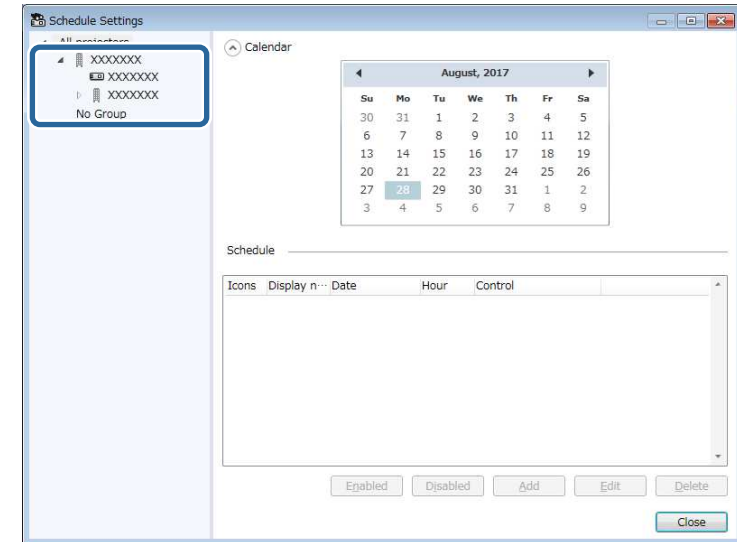 Schedule Settings
All projectors
XXXXXXX
XXXXXXX
XXXXXXX
No Group
Calendar
August, 2017
Su Mo Tu We Th Fr Sa
30 31 1 2 3 4 5
6 7 8 9 10 11 12
13 14 15 16 17 18 19
20 21 22 23 24 25 26
27 28 29 30 31 1 2
3 4 5 6 7 8 9
Schedule
Icons Display n··· Date Hour Control
Enabled Disabled Add Edit Delete
Close